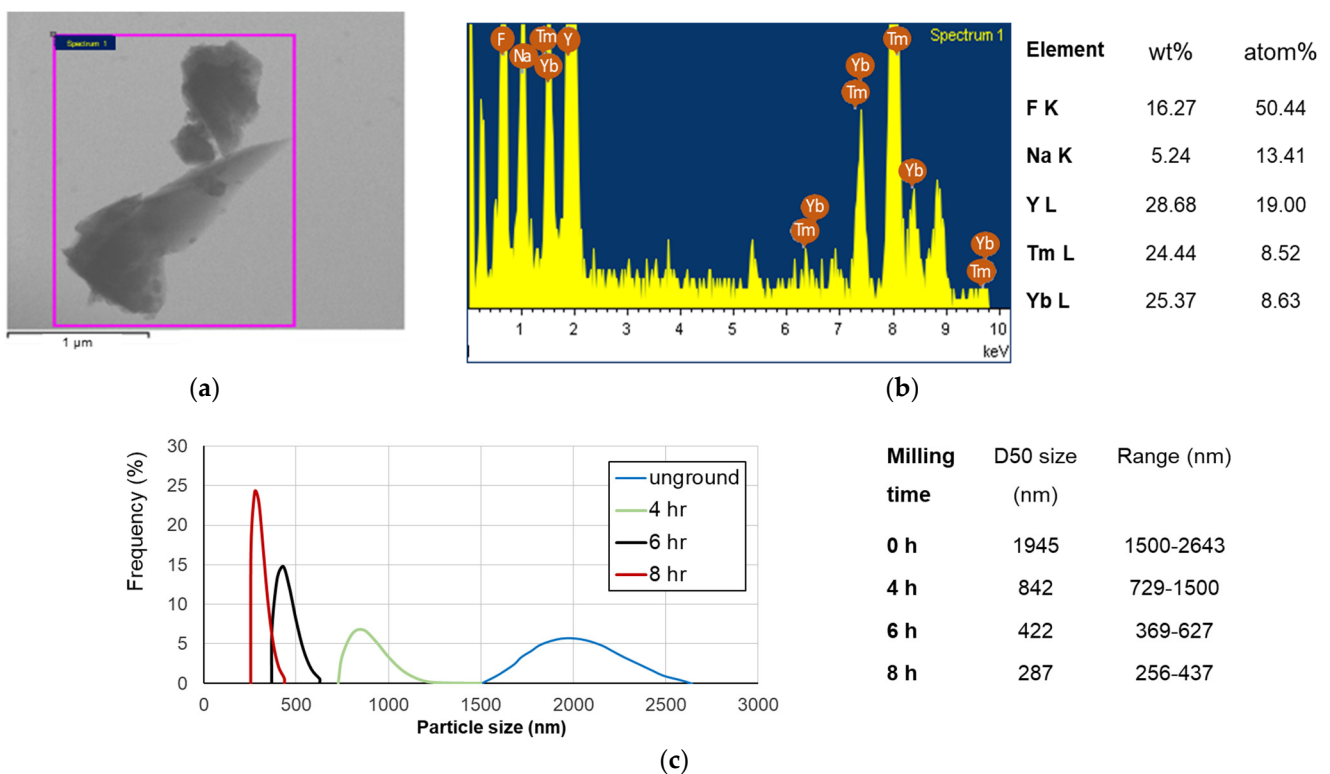 Spectrum 1
1 μm
(a)
Spectrum 1
F
Na
Tm
Yb
Y
Yb
Tm
Yb
Tm
Tm
Yb
Yb
Tm
1 2 3 4 5 6 7 8 9 10
keV
(b)
Element wt% atom%
F K 16.27 50.44
Na K 5.24 13.41
Y L 28.68 19.00
Tm L 24.44 8.52
Yb L 25.37 8.63
Frequency (%)
30
25
20
15
10
5
0
0 500 1000 1500 2000 2500 3000
Particle size (nm)
unground
4 hr
6 hr
8 hr
Milling D50 size Range (nm)
time (nm)
0 h 1945 1500-2643
4 h 842 729-1500
6 h 422 369-627
8 h 287 256-437
(c)